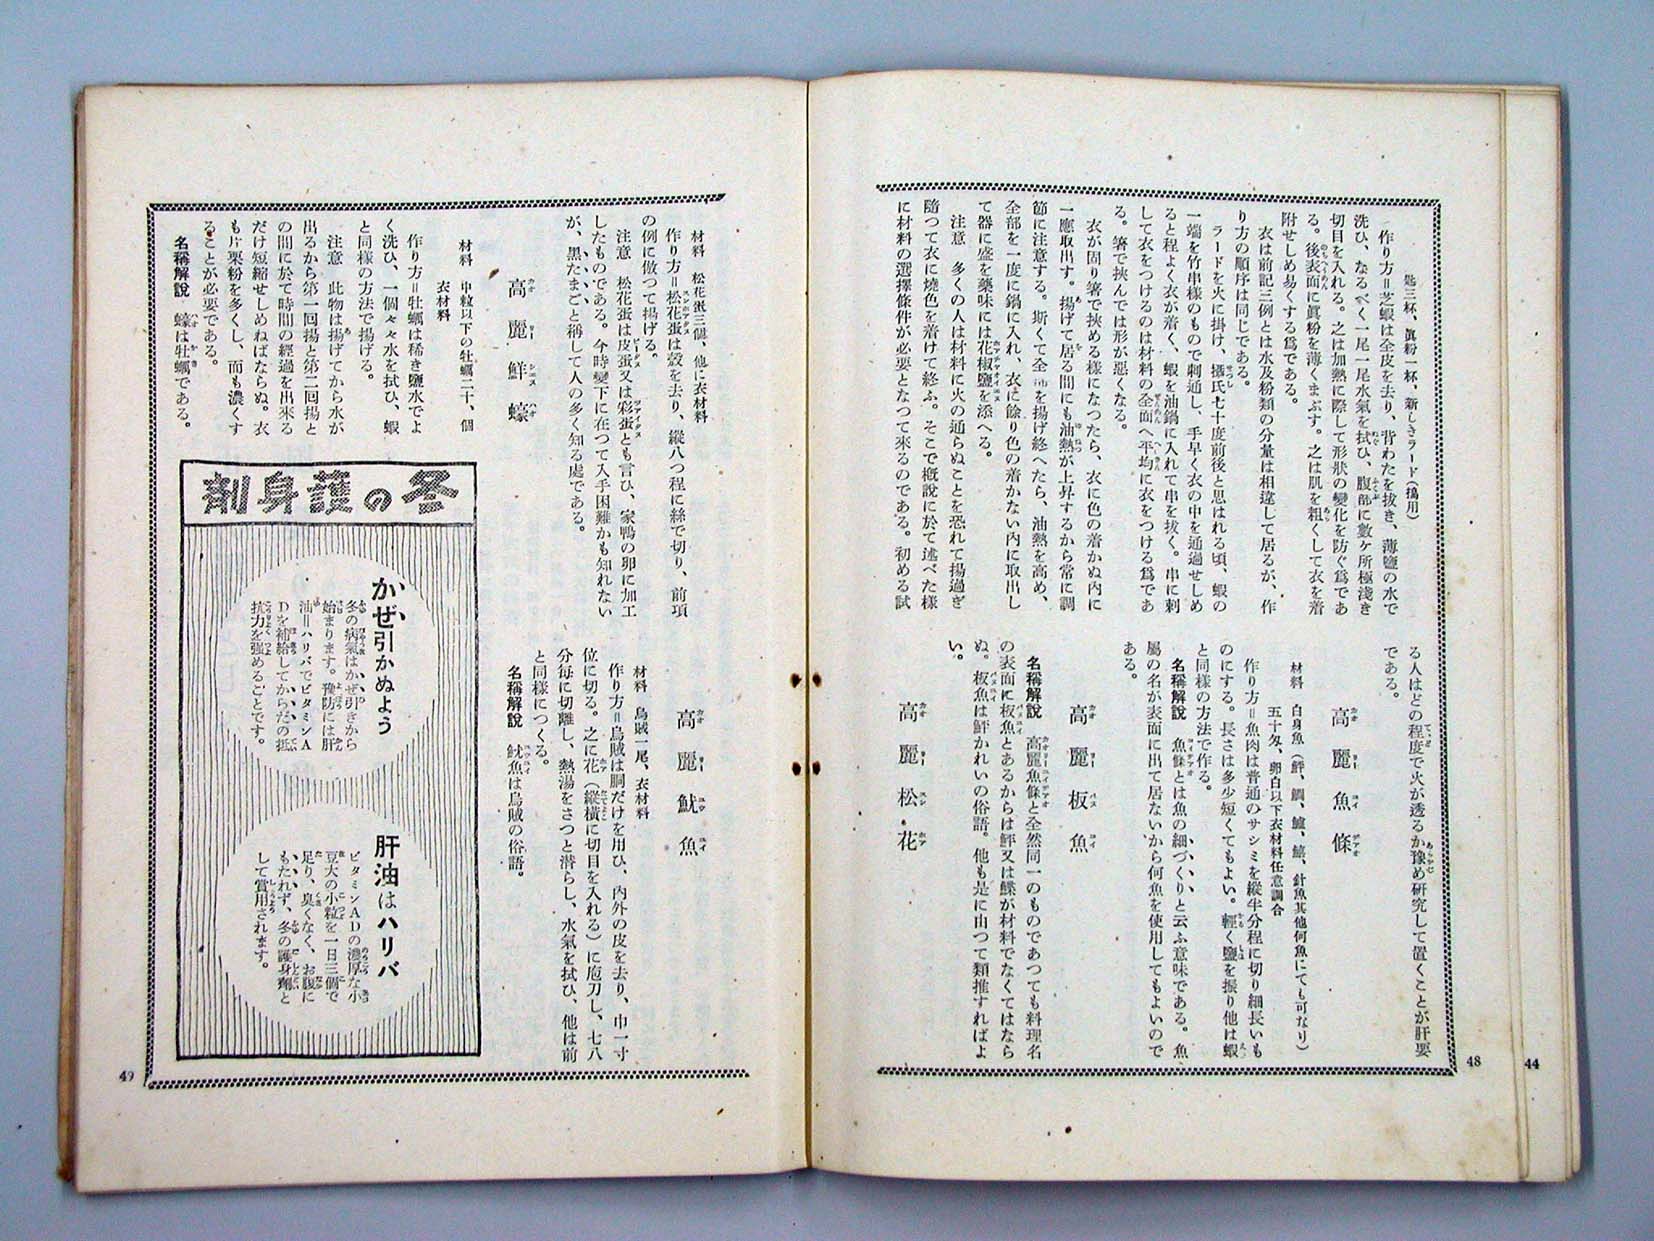 匙三杯、眞粉一杯、新しきラード(揚用)
作り方=芝蝦は全皮を去り、背わたを拔き、薄鹽の水で
洗ひ、なるべく一尾一尾水氣を拭ひ、腹部に數ヶ所極淺き
切目を入れる。之は加熱に際して形狀の變化を防ぐ爲であ
る。後表面に眞粉を薄くまぶす。之は肌を粗くして衣を着
附せしめ易くする爲である。
衣は前記三例とは水及粉類の分量は相違して居るが、作
り方の順序は同じである。
ラードを火に掛け、攝氏七十度前後と思はれる頃、蝦の
一端を竹串樣のもので刺通し、手早く衣の中を通過せしめ
ると程よく衣が着く、蝦を油鍋に入れて串を拔く。串に刺
して衣をつけるのは材料の全面へ平均に衣をつける爲であ
る。箸で挾んでは形が惡くなる。
衣が固り箸で挾める樣になつたら、衣に色の着かぬ内に
一應取出す。揚げて居る間にも油熱が上昇するから常に調
節に注意する。斯くて全部を揚げ終へたら、油熱を高め、
全部を一度に鍋に入れ、衣に餘り色の着かない内に取出し
て器に盛を藥味には花椒鹽を添へる。
注意 多くの人は材料に火の通らぬことを恐れて揚過ぎ
隨つて衣に燒色を着けて終ふ。そこで槪說に於て述べた樣
に材料の選擇條件が必要となつて來るのである。初める試
る人はどの程度で火が透るか豫め硏究して置くことが肝要
である。
高麗魚條
材料 白身魚(鮃、鯛、鱸、鱚、針魚其他何魚にても可なり)
五十匁、卵白以下衣材料任意調合
作り方=魚肉は普通のサシミを縱半分程に切り細長いも
のにする。長さは多少短くてもよい。輕く鹽を振り他は蝦
と同樣の方法で作る。
名稱解說 魚條とは魚の細づくりと云ふ意味である。魚
屬の名が表面に出て居ないから何魚を使用してもよいので
ある。
高麗板魚
名稱解說 高麗魚條と全然同一のものであつても料理名
の表面に板魚とあるからは鮃又は鰈が材料でなくてはなら
ぬ。板魚は鮃かれいの俗語。他も是に由つて類推すればよ
い。
高麗松花
48
44
材料 松花蛋三個、他に衣材料
作り方=松花蛋は殼を去り、縱八つ程に絲で切り、前項
の例に倣つて揚げる。
注意 松花蛋は皮蛋又は彩蛋とも言ひ、家鴨の卵に加工
したものである。今時變下に在つて入手困難かも知れない
が、黑たまごと稱して人の多く知る處である。
高麗鮮蠔
材料 中粒以下の牡蠣二十、個
衣材料
作り方=牡蠣は稀き鹽水でよ
く洗ひ、一個々々水を拭ひ、蝦
と同樣の方法で揚げる。
注意 此物は揚げてから水が
出るから第一回揚と第二回揚と
の間に於て時間の經過を出來る
だけ短縮せしめねばならぬ。衣
も片栗粉を多くし、而も濃くす
ることが必要である。
名稱解說 蠔は牡蠣である。
高麗魷魚
材料 烏賊一尾、衣材料
作り方=烏賊は胴だけを用ひ、内外の皮を去り、巾一寸
位に切る。之に花(縱橫に切目を入れる)に庖刀し、七八
分每に切離し、熱湯をさつと潜らし、水氣を拭ひ、他は前
と同樣につくる。
名稱解說 魷魚は烏賊の俗語。
冬の護身劑
かぜ引かぬよう
冬の病氣はかぜ引きから
始まります。豫防には肝
油=ハリバでビタミンA
Dを補給してからだの抵
抗力を强めることです。
肝油はハリバ
ビタミンADの濃厚な小
豆大の小粒を一日三個で
足り、臭くなく、お腹に
もたれず、冬の護身劑と
して賞用されます。
49